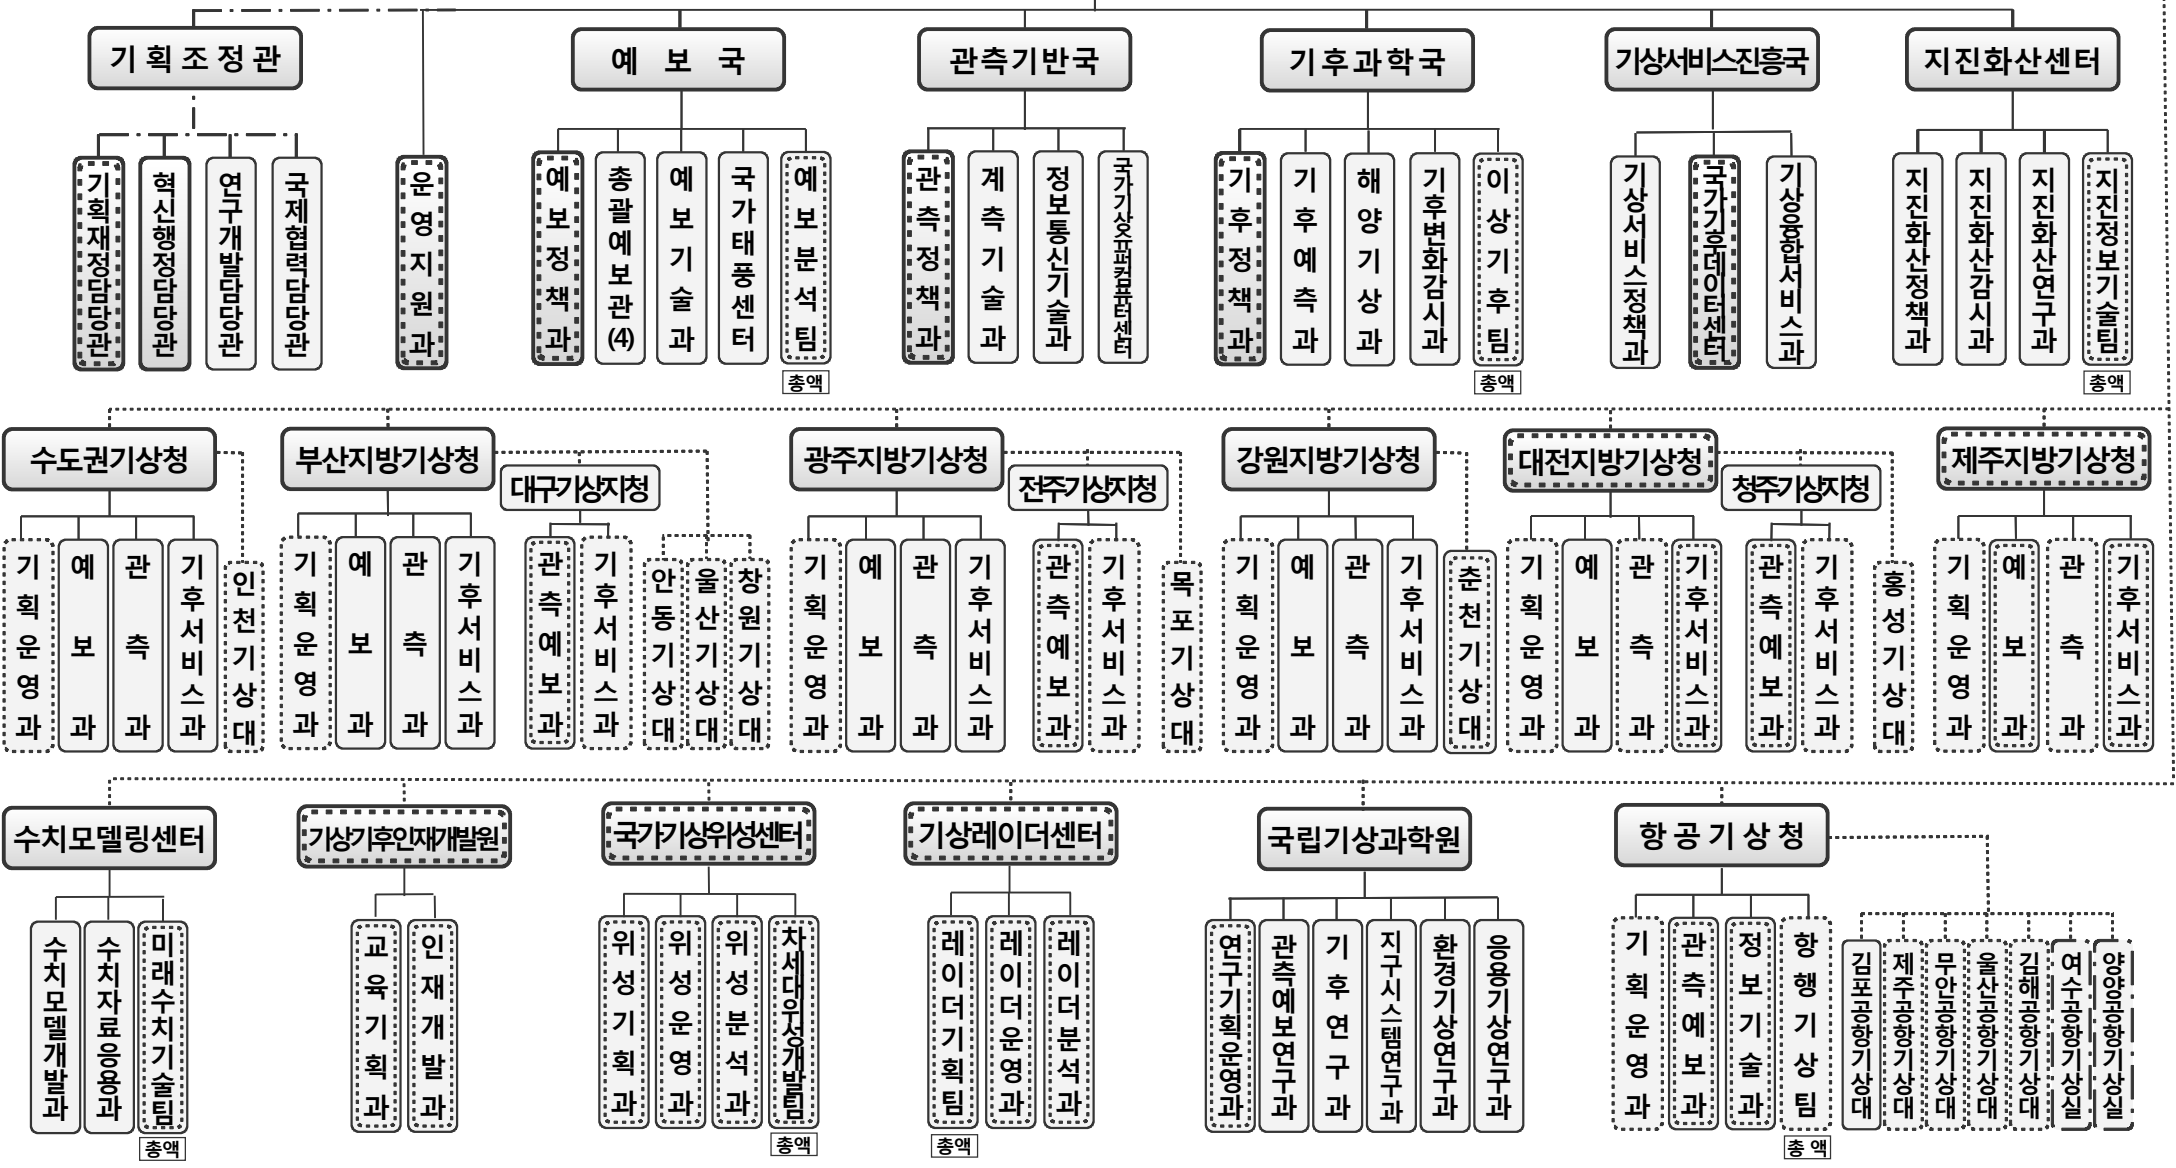 기획조정관
예 보 국
관측기반국
기후과학국
기상서비스진흥국
지진화산센터
기획재정담당관
혁신행정담당관
연구개발담당관
국제협력담당관
운영지원과
예보정책과
총괄예보관(4)
예보기술과
국가태풍센터
예보분석팀
관측정책과
계측기술과
정보통신기술과
국가기상슈퍼컴퓨터센터
기후정책과
기후예측과
해양기상과
기후변화감시과
이상기후팀
기상서비스정책과
국가기후데이터센터
기상융합서비스과
지진화산정책과
지진화산감시과
지진화산연구과
지진정보기술팀
총액
총액
총액
수도권기상청
부산지방기상청
대구기상지청
광주지방기상청
전주기상지청
강원지방기상청
대전지방기상청
청주기상지청
제주지방기상청
기획운영과
예보과
관측과
기후서비스과
인천기상대
기획운영과
예보과
관측과
기후서비스과
관측예보과
기후서비스과
안동기상대
울산기상대
창원기상대
기획운영과
예보과
관측과
기후서비스과
관측예보과
기후서비스과
목포기상대
기획운영과
예보과
관측과
기후서비스과
춘천기상대
기획운영과
예보과
관측과
기후서비스과
관측예보과
기후서비스과
홍성기상대
기획운영과
예보과
관측과
기후서비스과
수치모델링센터
기상기후인재개발원
국가기상위성센터
기상레이더센터
국립기상과학원
항공기상청
수치모델개발과
수치자료응용과
미래수치기술팀
교육기획과
인재개발과
위성기획과
위성운영과
위성분석과
차세대위성개발팀
레이더기획팀
레이더운영과
레이더분석과
연구기획운영과
관측예보연구과
기후연구과
지구시스템연구과
환경기상연구과
응용기상연구과
기획운영과
관측예보과
정보기술과
항행기상팀
김포공항기상대
제주공항기상대
무안공항기상대
울산공항기상대
김해공항기상대
여수공항기상실
양양공항기상실
총액
총액
총액
총 액